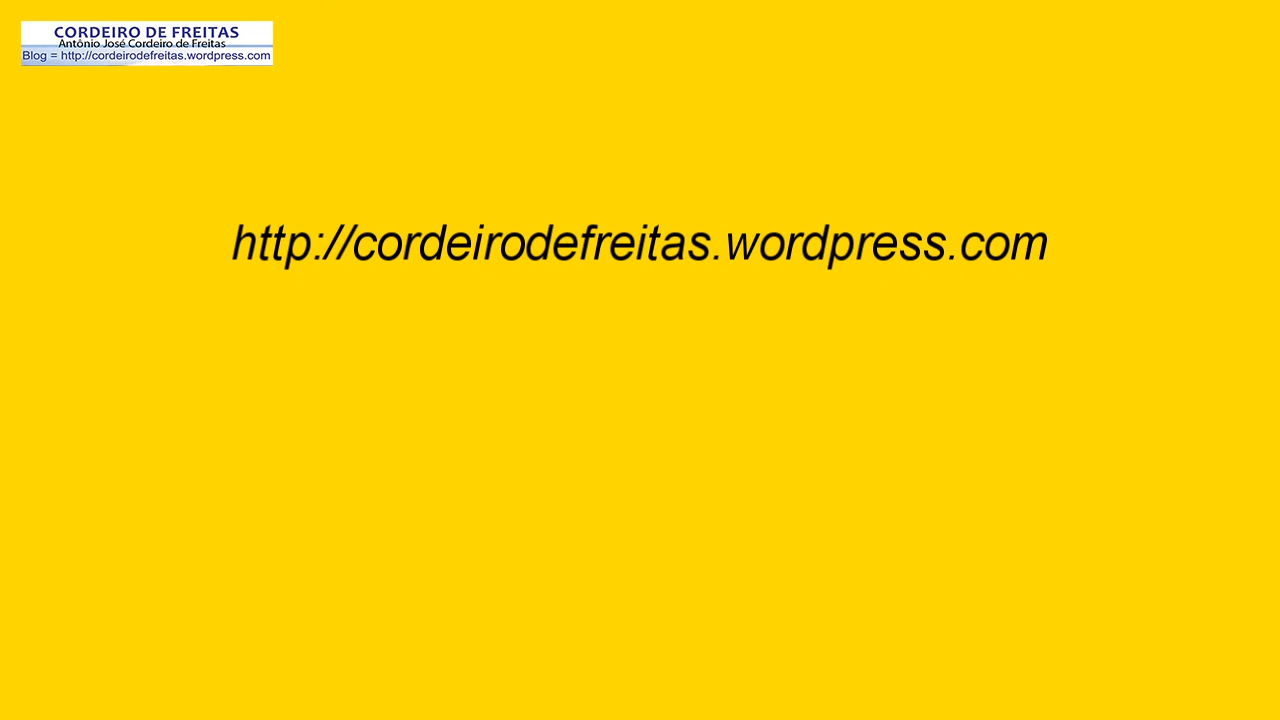 CORDEIRO DE FREITAS
Antônio José Cordeiro de Freitas
Blog = http://cordeirodefreitas.wordpress.com
http://cordeirodefreitas.wordpress.com